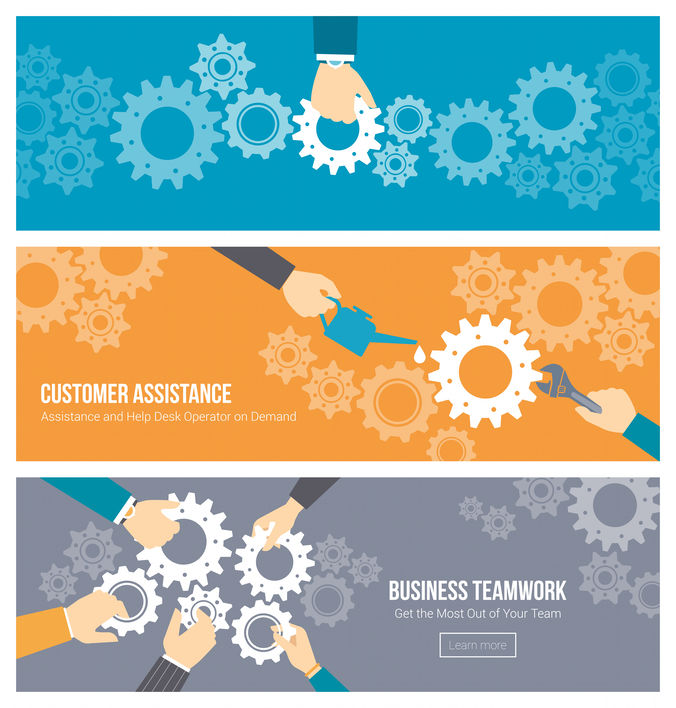 CUSTOMER ASSISTANCE
Assistance and Help Desk Operator on Demand
BUSINESS TEAMWORK
Get the Most Out of Your Team
Learn more